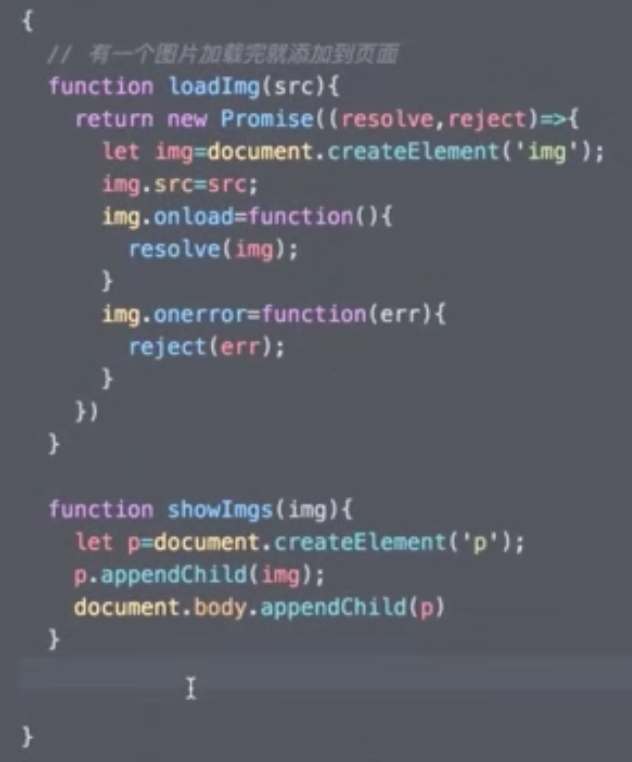 {
  // 有一个图片加载完就添加到页面
  function loadImg(src){
    return new Promise((resolve,reject)=>{
      let img=document.createElement('img');
      img.src=src;
      img.onload=function(){
        resolve(img);
      }
      img.onerror=function(err){
        reject(err);
      }
    })
  }

  function showImgs(img){
    let p=document.createElement('p');
    p.appendChild(img);
    document.body.appendChild(p)
  }

}